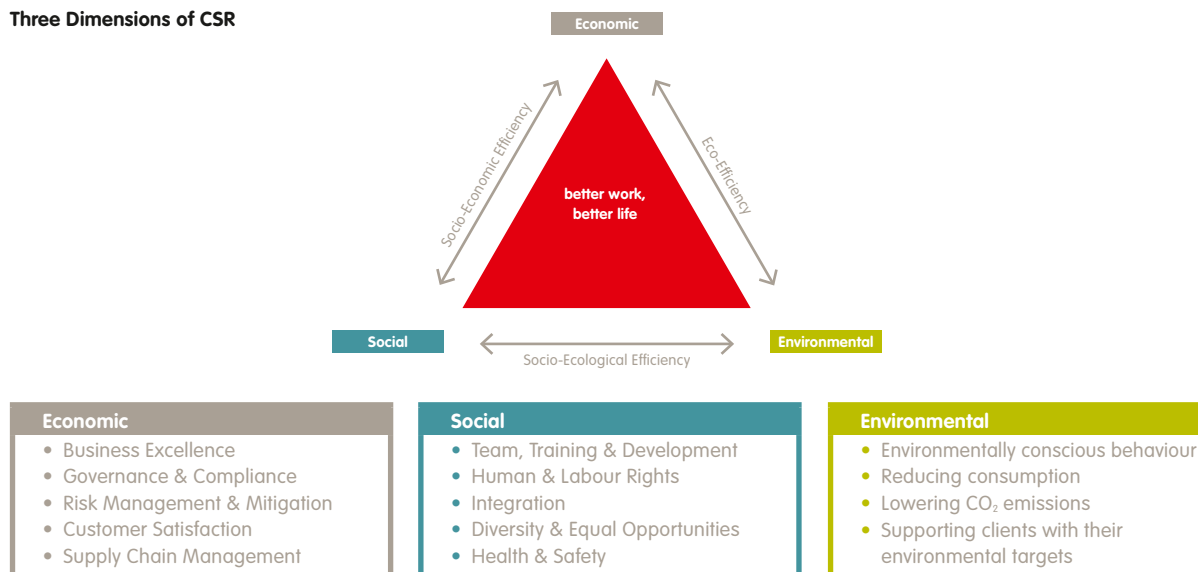 Three Dimensions of CSR
Economic
Socio-Economic Efficiency
Eco-Efficiency
better work,
better life
Social
Socio-Ecological Efficiency
Environmental
Economic
• Business Excellence
• Governance & Compliance
• Risk Management & Mitigation
• Customer Satisfaction
• Supply Chain Management
Social
• Team, Training & Development
• Human & Labour Rights
• Integration
• Diversity & Equal Opportunities
• Health & Safety
Environmental
• Environmentally conscious behaviour
• Reducing consumption
• Lowering CO₂ emissions
• Supporting clients with their
environmental targets